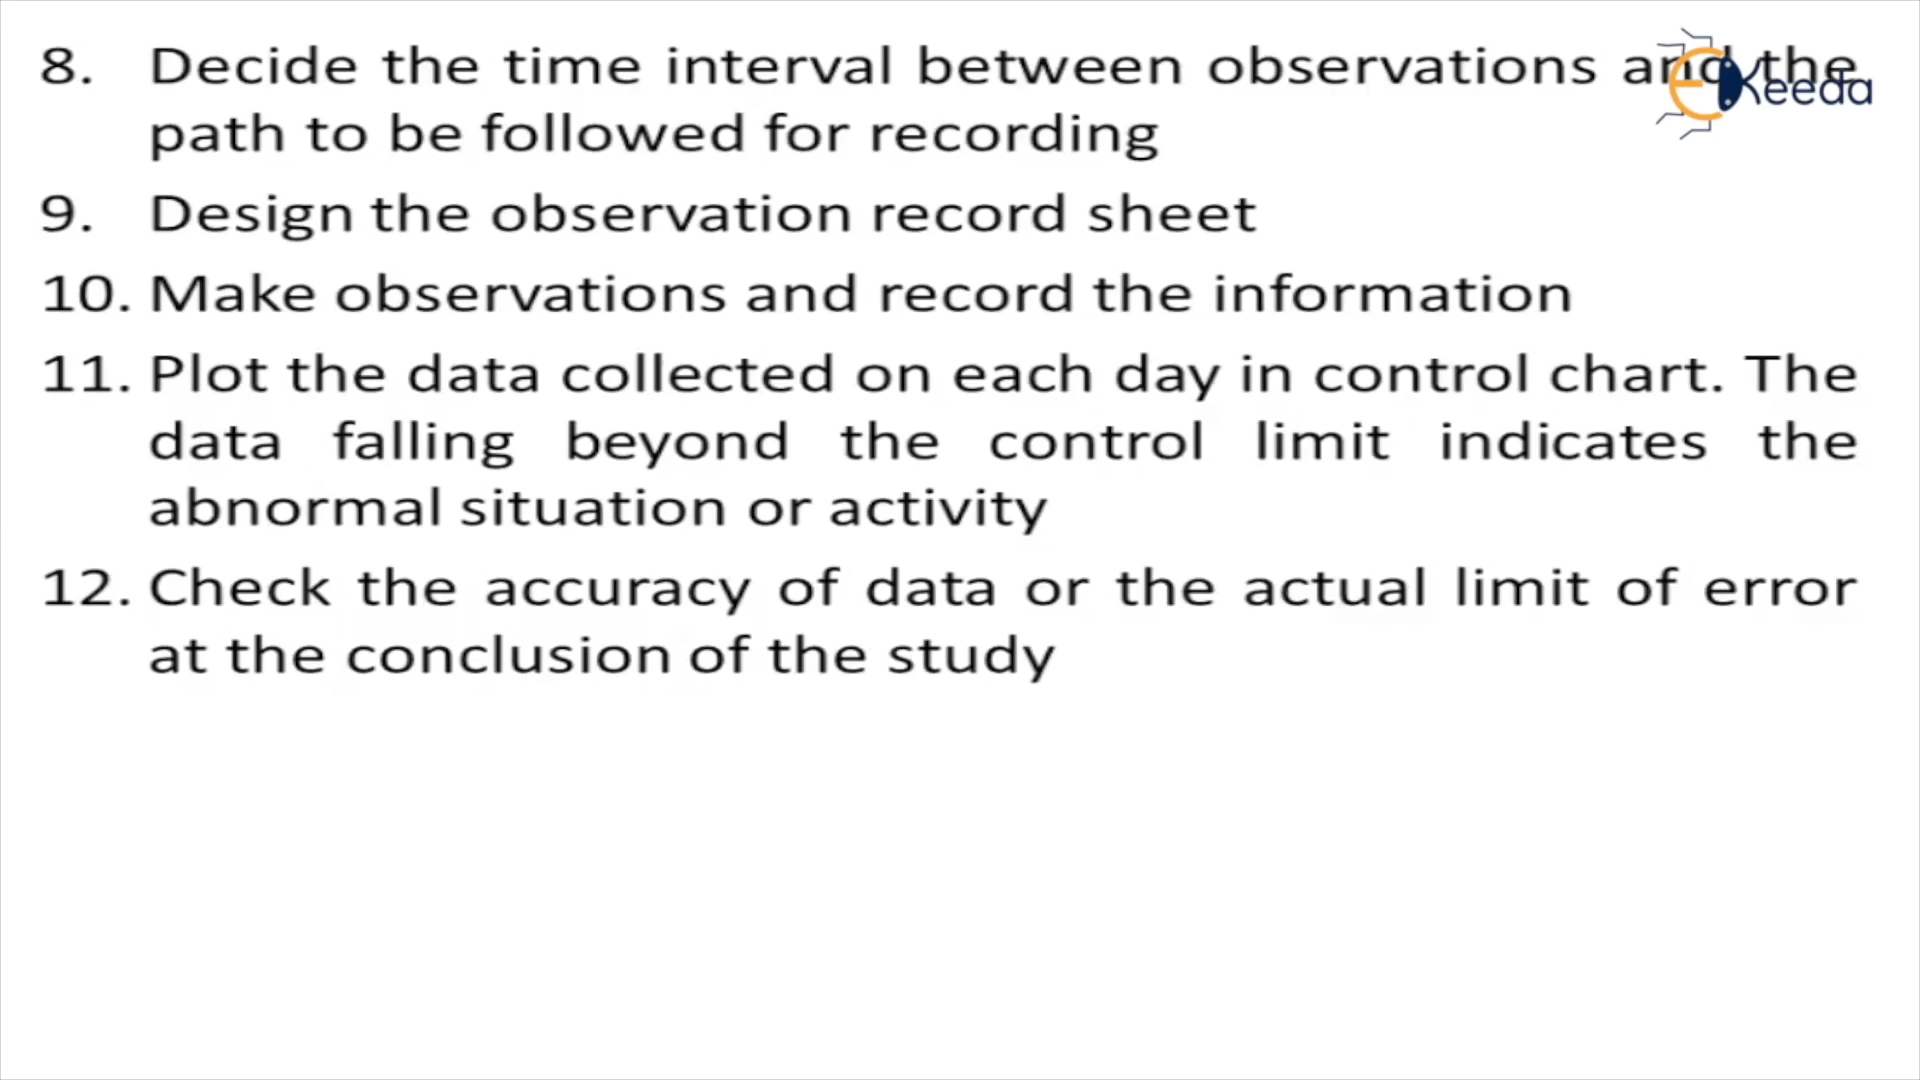 8. Decide the time interval between observations and the
path to be followed for recording
9. Design the observation record sheet
10. Make observations and record the information
11. Plot the data collected on each day in control chart. The
data falling beyond the control limit indicates the
abnormal situation or activity
12. Check the accuracy of data or the actual limit of error
at the conclusion of the study
EKeeda